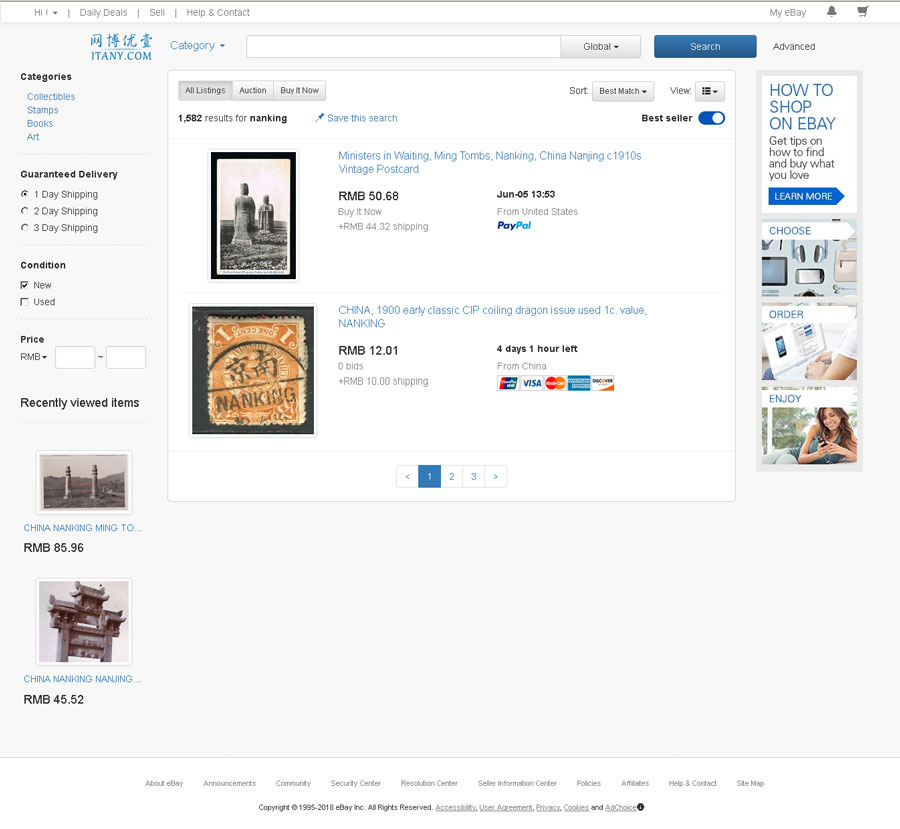 Hi ! | Daily Deals | Sell | Help & Contact
My eBay
网博优壹
ITANY.COM
Category
Global
Search
Advanced
Categories
Collectibles
Stamps
Books
Art
Guaranteed Delivery
1 Day Shipping
2 Day Shipping
3 Day Shipping
Condition
New
Used
Price
RMB ~
Recently viewed items
CHINA NANKING MING TO...
RMB 85.96
CHINA NANKING NANJING...
RMB 45.52
All Listings Auction Buy It Now
Sort: Best Match View:
1,582 results for nanking Save this search
Best seller
Ministers in Waiting, Ming Tombs, Nanking, China Nanjing c1910s
Vintage Postcard
RMB 50.68
Buy It Now
+RMB 44.32 shipping
Jun-05 13:53
From United States
PayPal
ONE CENT
1 1
南京
NANKING
CHINA, 1900 early classic CIP coiling dragon issue used 1c. value,
NANKING
RMB 12.01
0 bids
+RMB 10.00 shipping
4 days 1 hour left
From China
VISA MasterCard DISCOVER
< 1 2 3 >
HOW TO
SHOP
ON EBAY
Get tips on
how to find
and buy what
you love
LEARN MORE
CHOOSE
ORDER
ENJOY
About eBay Announcements Community Security Center Resolution Center Seller Information Center Policies Affiliates Help & Contact Site Map
Copyright © 1995-2018 eBay Inc. All Rights Reserved. Accessibility, User Agreement, Privacy, Cookies and AdChoice